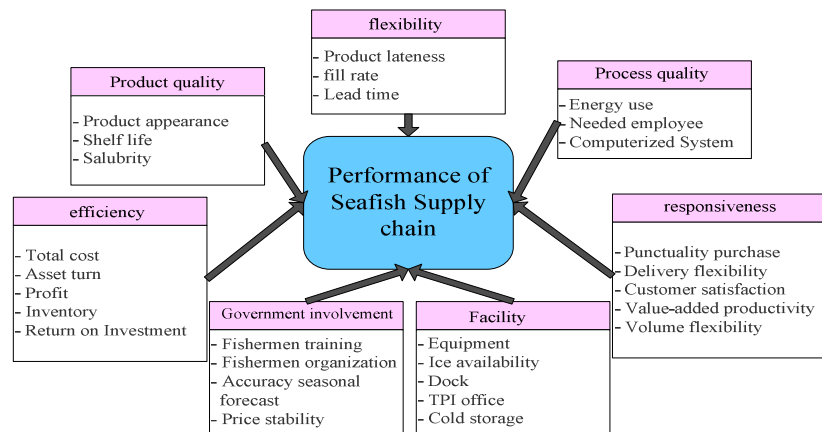 flexibility
- Product lateness
- fill rate
- Lead time
Product quality
- Product appearance
- Shelf life
- Salubrity
Process quality
- Energy use
- Needed employee
- Computerized System
Performance of
Seafish Supply
chain
efficiency
- Total cost
- Asset turn
- Profit
- Inventory
- Return on Investment
responsiveness
- Punctuality purchase
- Delivery flexibility
- Customer satisfaction
- Value-added productivity
- Volume flexibility
Government involvement
- Fishermen training
- Fishermen organization
- Accuracy seasonal
forecast
- Price stability
Facility
- Equipment
- Ice availability
- Dock
- TPI office
- Cold storage